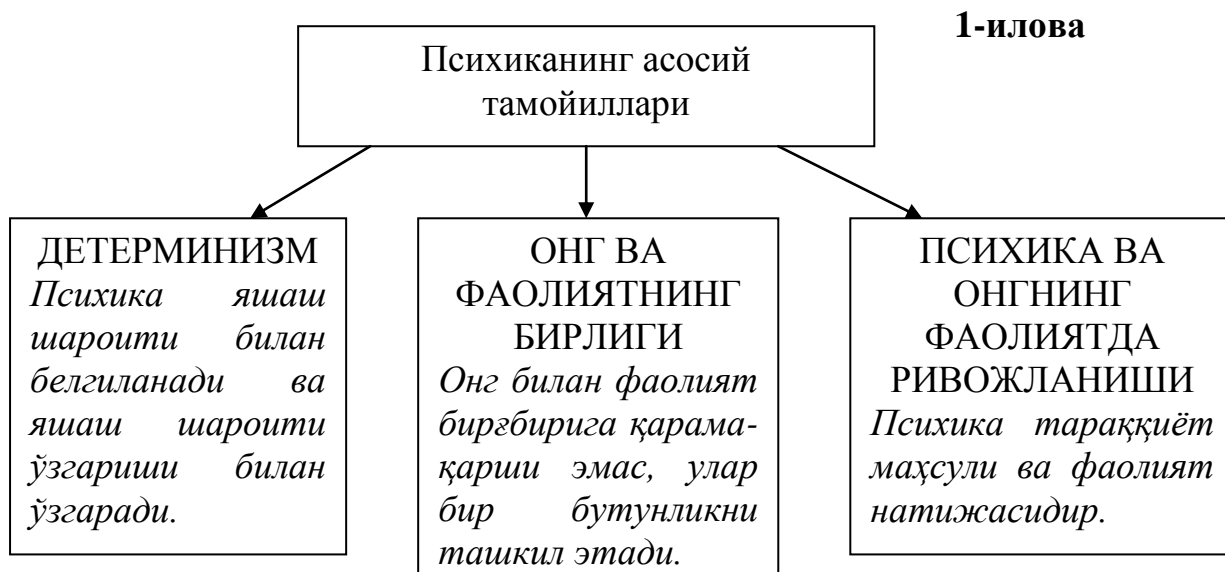 1-илова
Психиканинг асосий
тамойиллари
ДЕТЕРМИНИЗМ
Психика яшаш
шароити билан
белгиланади ва
яшаш шароити
ўзгариши билан
ўзгаради.
ОНГ ВА
ФАОЛИЯТНИНГ
БИРЛИГИ
Онг билан фаолият
бирғбирига қарама-
қарши эмас, улар
бир бутунликни
ташкил этади.
ПСИХИКА ВА
ОНГНИНГ
ФАОЛИЯТДА
РИВОЖЛАНИШИ
Психика тараққиёт
маҳсули ва фаолият
натижасидир.